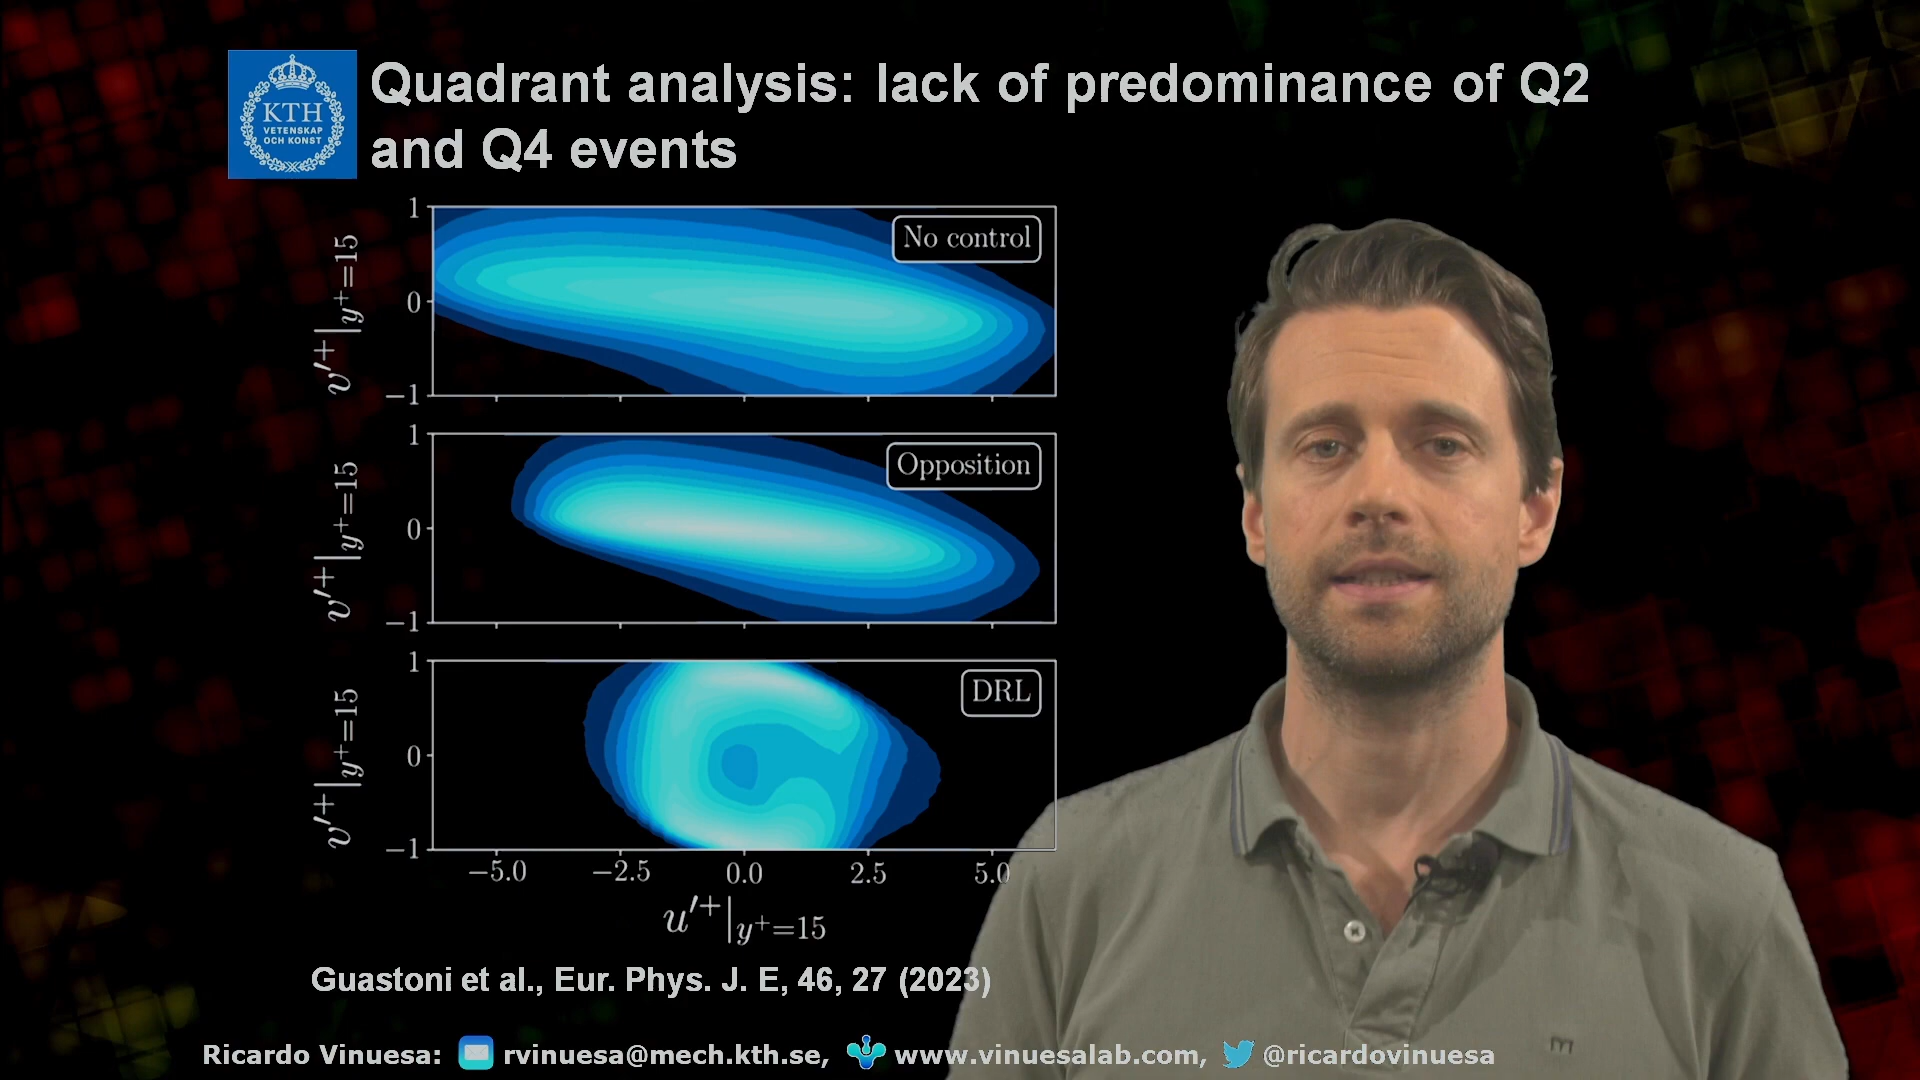 KTH
VETENSKAP
OCH KONST
Quadrant analysis: lack of predominance of Q2
and Q4 events
1
0
−1
v′+|y+=15
No control
1
0
−1
v′+|y+=15
Opposition
1
0
−1
v′+|y+=15
DRL
−5.0 −2.5 0.0 2.5 5.0
u′+|y+=15
Guastoni et al., Eur. Phys. J. E, 46, 27 (2023)
Ricardo Vinuesa: rvinuesa@mech.kth.se, www.vinuesalab.com, @ricardovinuesa